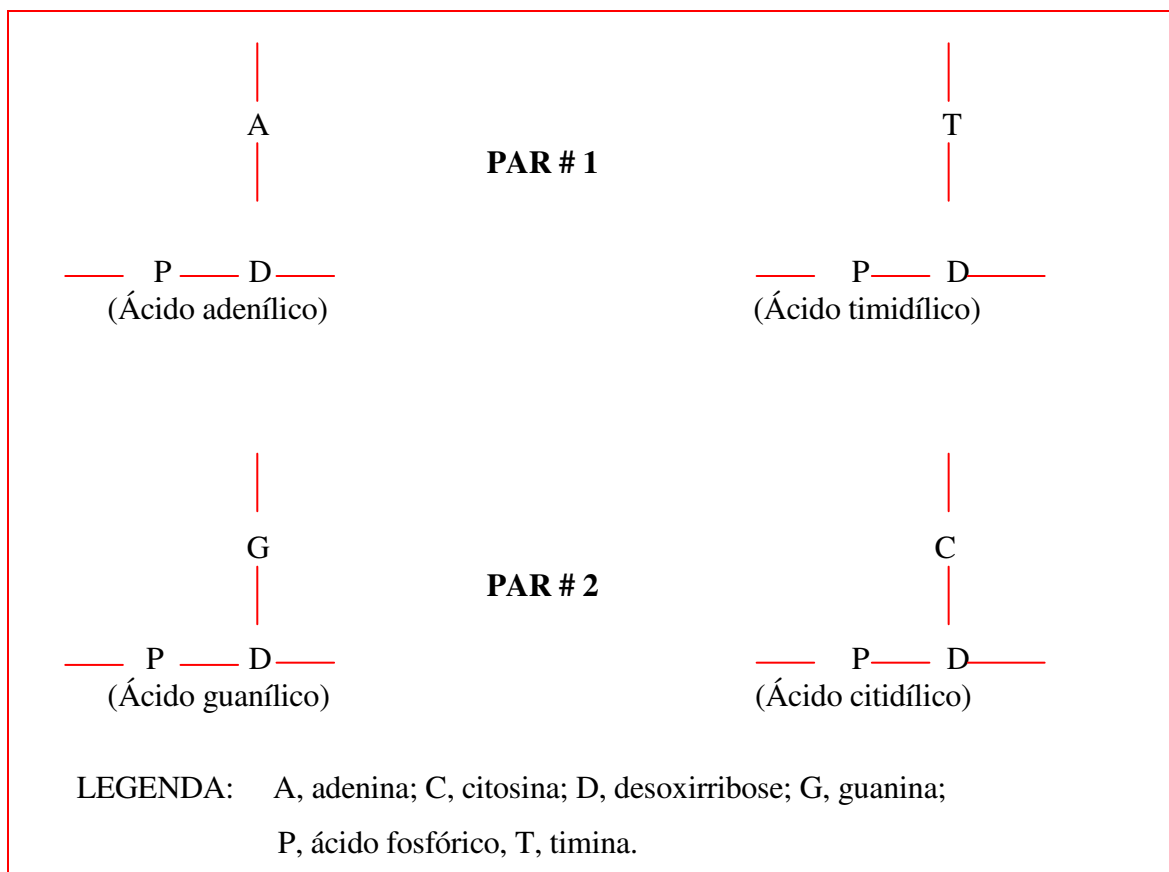 A T
PAR # 1
P D P D
(Ácido adenílico) (Ácido timidílico)
G C
PAR # 2
P D P D
(Ácido guanílico) (Ácido citidílico)
LEGENDA: A, adenina; C, citosina; D, desoxirribose; G, guanina;
P, ácido fosfórico, T, timina.